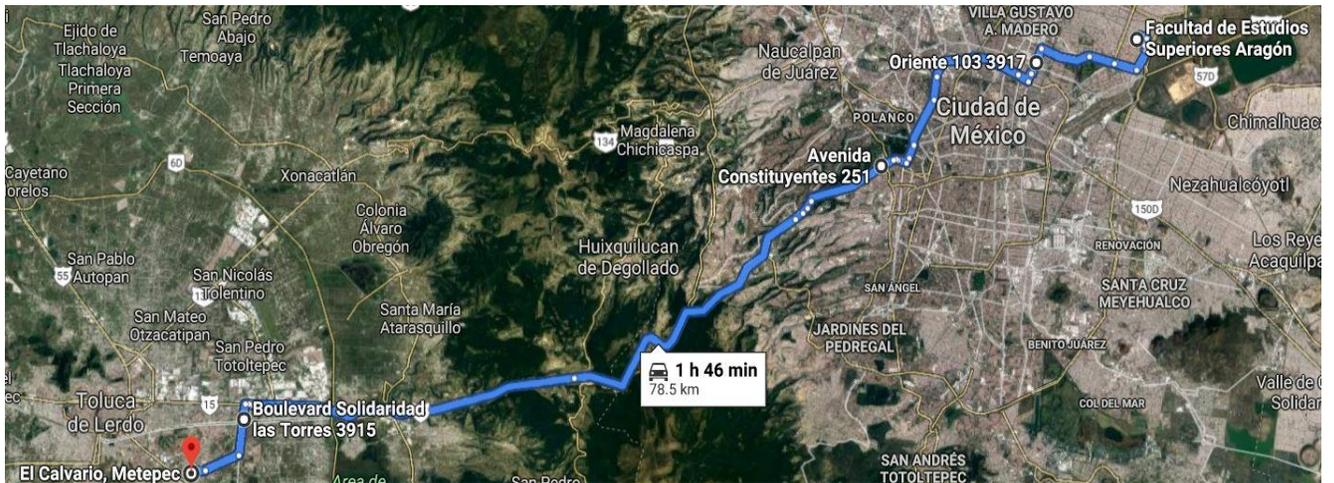 San Pedro
Abajo
VILLA GUSTAVO
A. MADERO
Ejido de
Tlachaloya
Temoaya
Facultad de Estudios
Superiores Aragón
Tlachaloya
Primera
Sección
Naucalpan
de Juárez
Oriente 103 3917
57D
POLANCO
Ciudad de
México
Chimalhuac
134
Magdalena
Chichicaspa
6D
Xonacatlán
Cayetano
orelos
Avenida
Constituyentes 251
Nezahualcóyotl
150D
Colonia
Álvaro
Obregón
Huixquilucan
de Degollado
RENOVACIÓN
Los Reye
Acaquilpa
San Pablo
Autopan
55
San Nicolás
Tolentino
SAN ÁNGEL
SANTA CRUZ
MEYEHUALCO
San Mateo
Otzacatipan
Santa María
Atarasquillo
JARDINES DEL
PEDREGAL
BENITO JUÁREZ
San Pedro
Totoltepec
1 h 46 min
78.5 km
Toluca
de Lerdo
15
Boulevard Solidaridad
las Torres 3915
COL DEL MAR
Valle de C
Solidar
El Calvario, Metepec
Área de
San Pedro
SAN ANDRÉS
TOTOLTEPEC